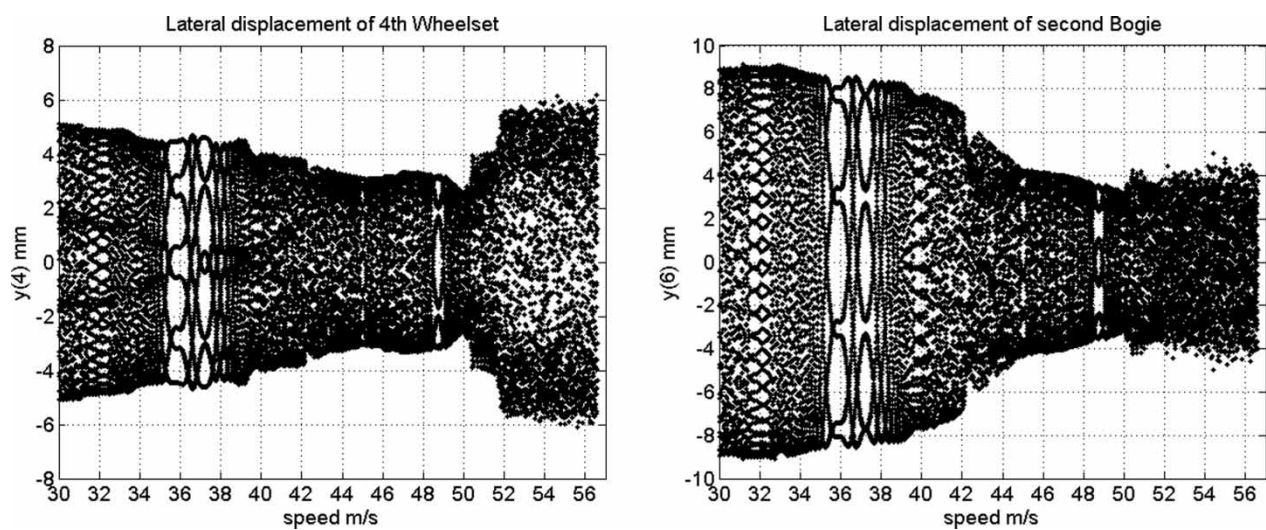 Lateral displacement of 4th Wheelset
8
6
4
2
0
-2
-4
-6
-8
y(4) mm
30 32 34 36 38 40 42 44 46 48 50 52 54 56
speed m/s
Lateral displacement of second Bogie
10
8
6
4
2
0
-2
-4
-6
-8
-10
y(6) mm
30 32 34 36 38 40 42 44 46 48 50 52 54 56
speed m/s